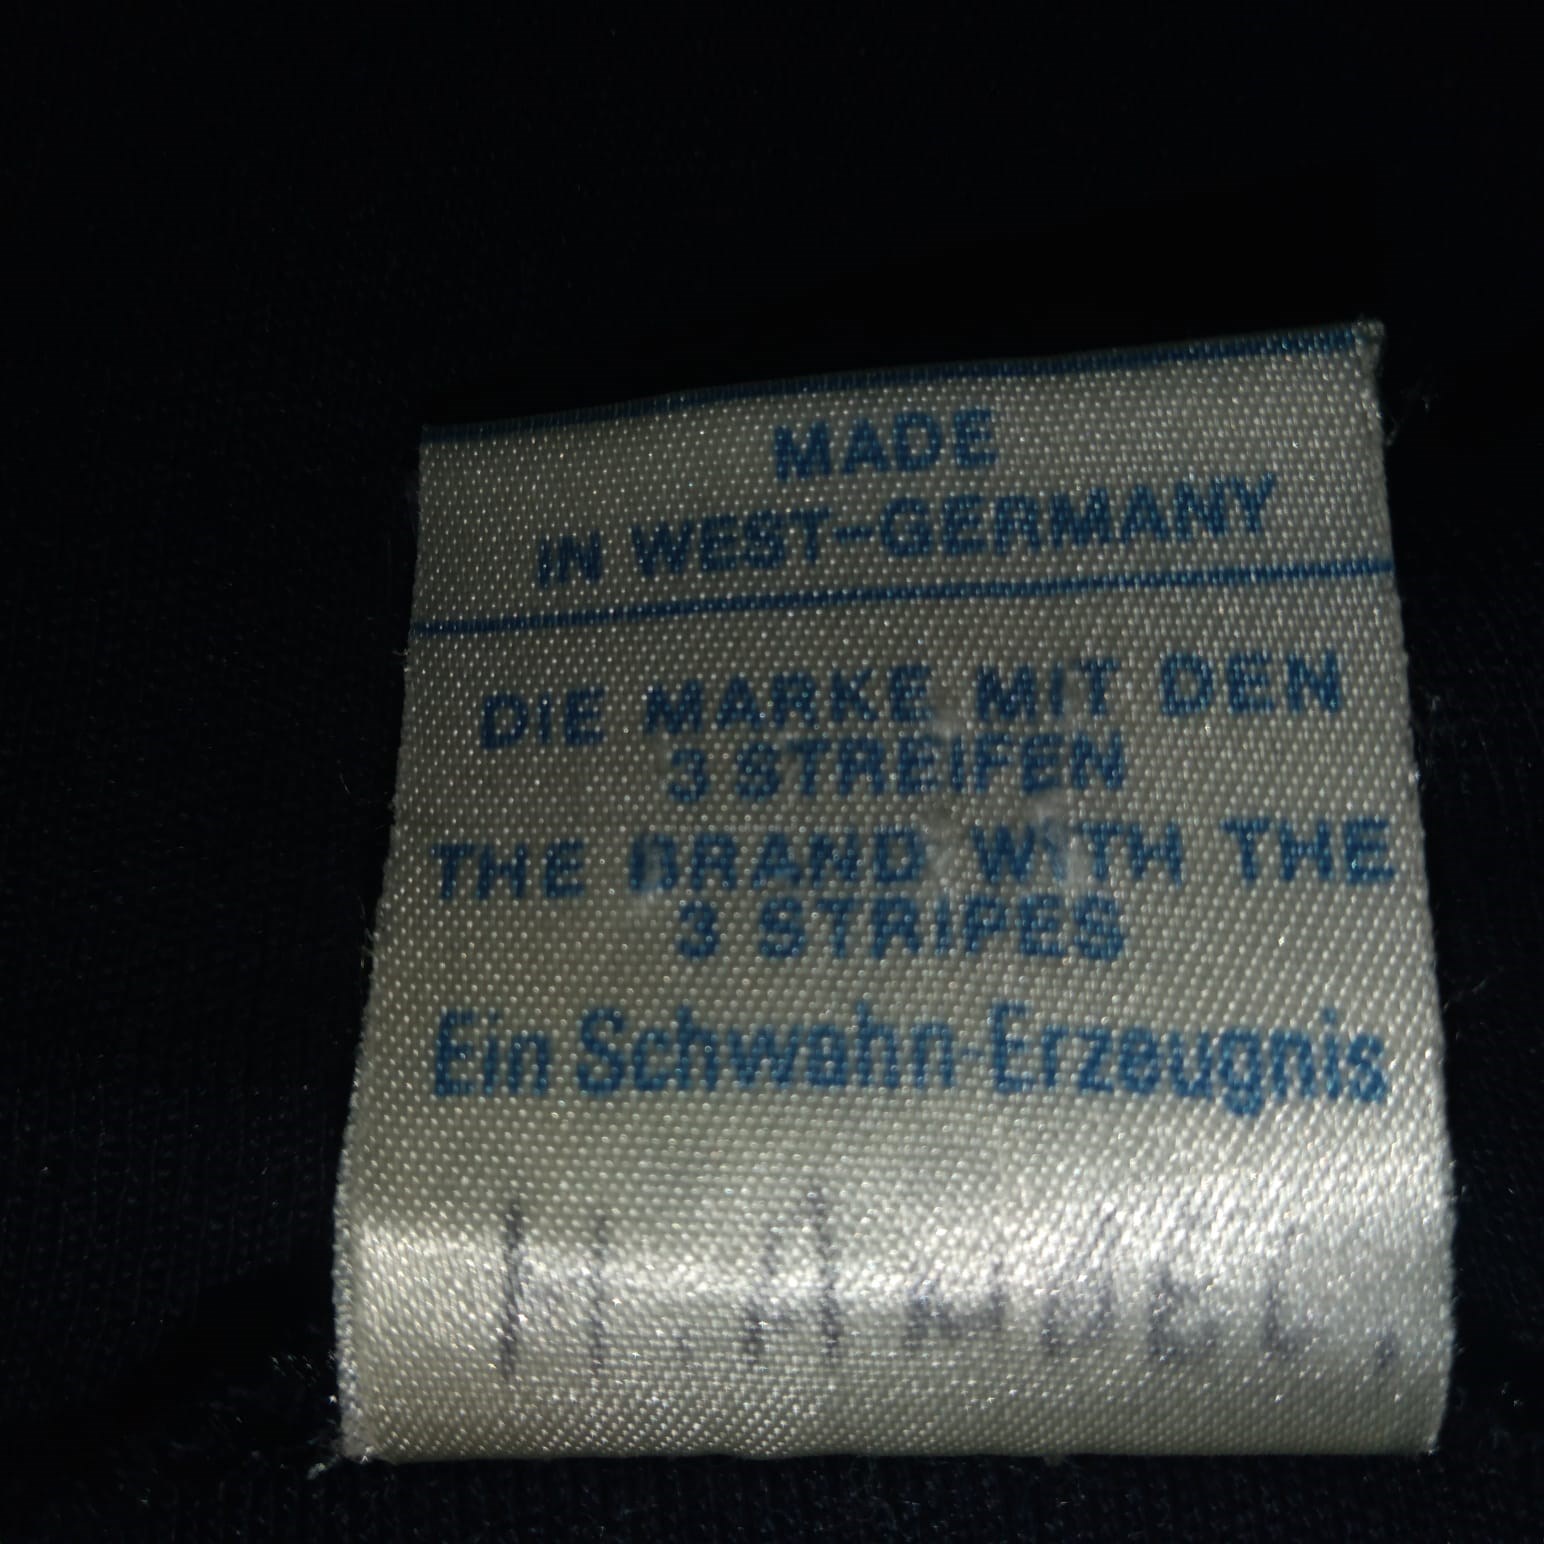 MADE
IN WEST-GERMANY
DIE MARKE MIT DEN
3 STREIFEN
THE BRAND WITH THE
3 STRIPES
Ein Schwahn-Erzeugnis